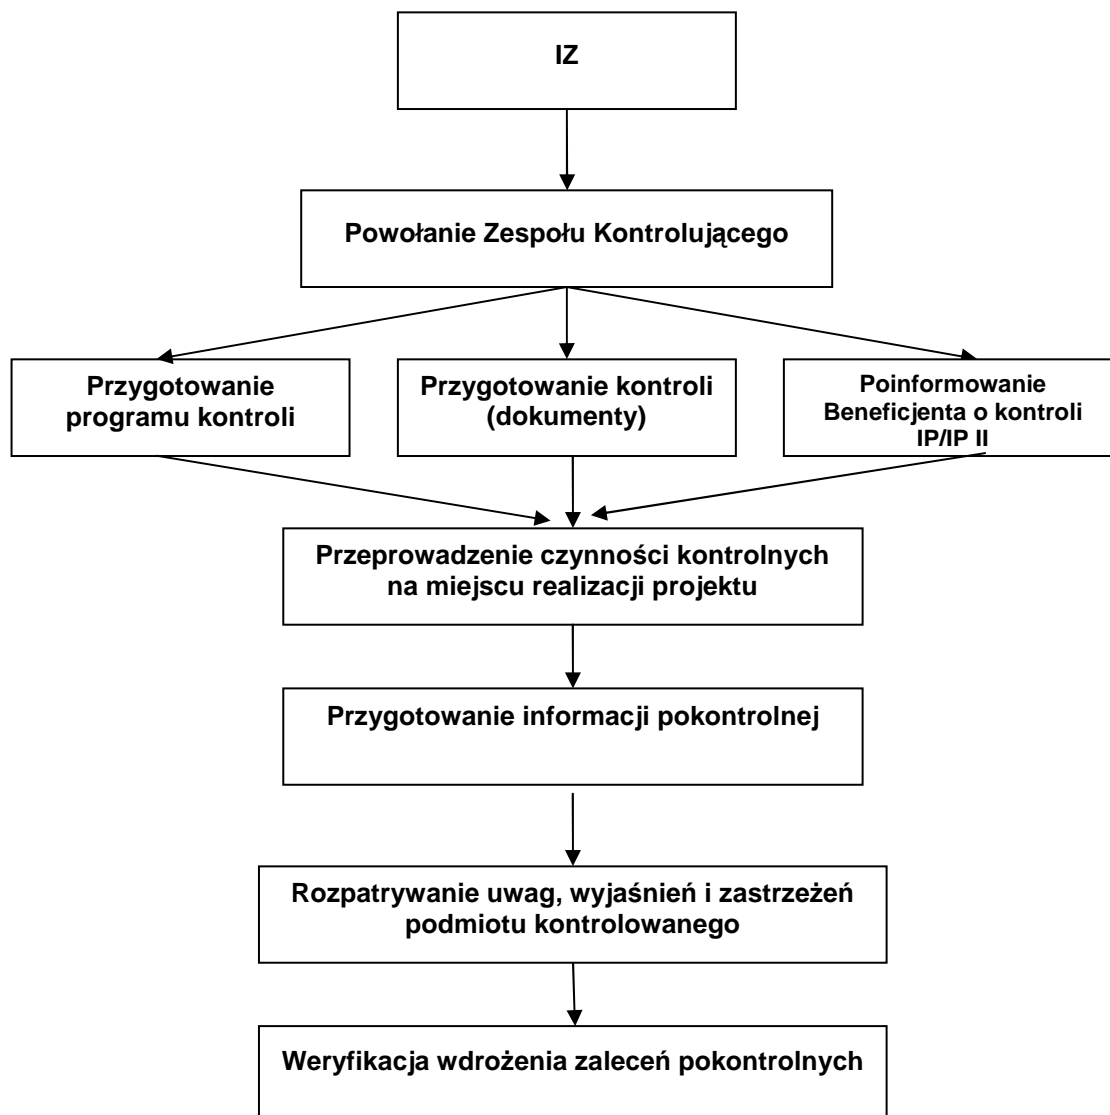 IZ
Powołanie Zespołu Kontrolującego
Przygotowanie
programu kontroli
Przygotowanie kontroli
(dokumenty)
Poinformowanie
Beneficjenta o kontroli
IP/IP II
Przeprowadzenie czynności kontrolnych
na miejscu realizacji projektu
Przygotowanie informacji pokontrolnej
Rozpatrywanie uwag, wyjaśnień i zastrzeżeń
podmiotu kontrolowanego
Weryfikacja wdrożenia zaleceń pokontrolnych